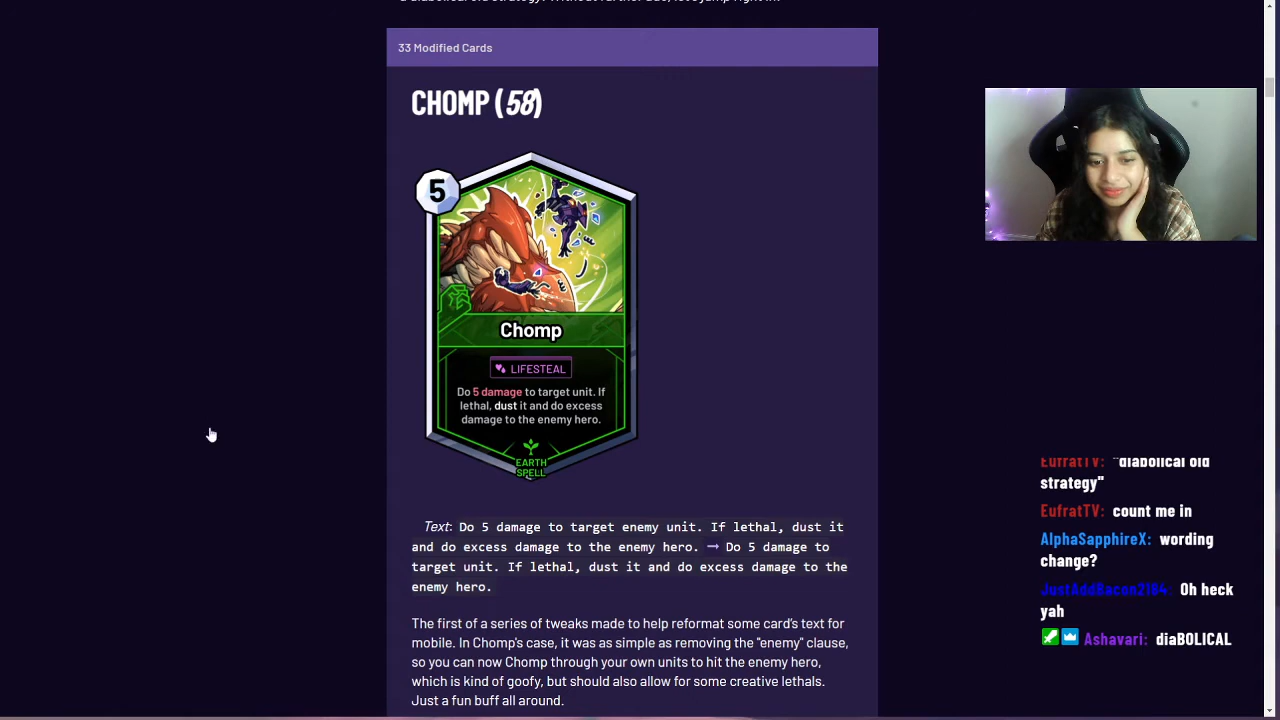 33 Modified Cards
CHOMP (58)
5
Chomp
LIFESTEAL
Do 5 damage to target unit. If
lethal, dust it and do excess
damage to the enemy hero.
EARTH
SPELL
Text: Do 5 damage to target enemy unit. If lethal, dust it
and do excess damage to the enemy hero. → Do 5 damage to
target unit. If lethal, dust it and do excess damage to the
enemy hero.
The first of a series of tweaks made to help reformat some card's text for
mobile. In Chomp's case, it was as simple as removing the "enemy" clause,
so you can now Chomp through your own units to hit the enemy hero,
which is kind of goofy, but should also allow for some creative lethals.
Just a fun buff all around.
EufratTV: "diabolical old
strategy"
EufratTV: count me in
AlphaSapphireX: wording
change?
JustAddBacon2184: Oh heck
yah
Ashavari: diaBOLICAL